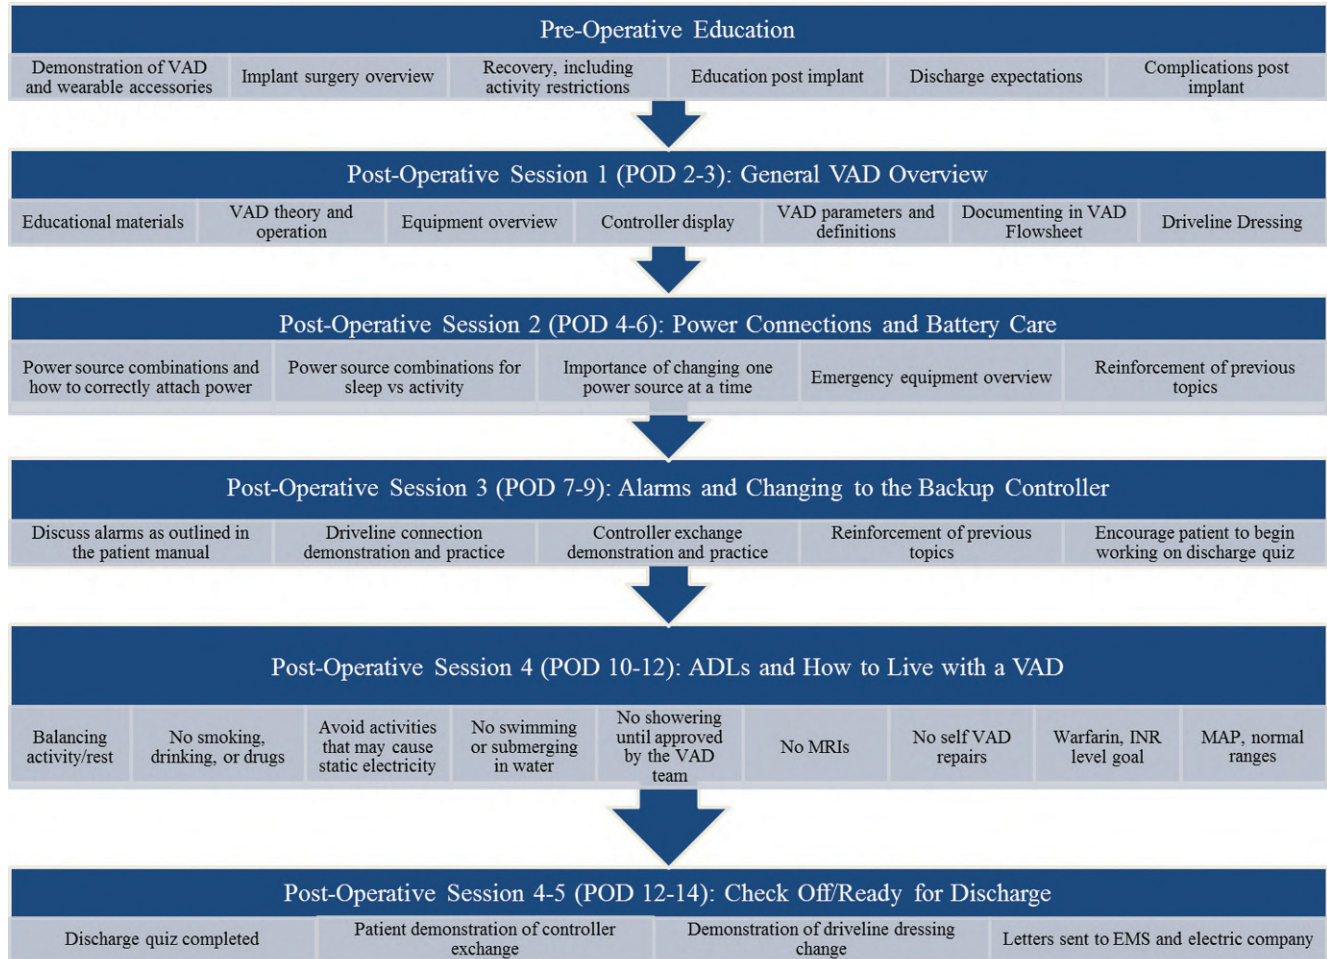 Pre-Operative Education
Demonstration of VAD
and wearable accessories
Implant surgery overview
Recovery, including
activity restrictions
Education post implant
Discharge expectations
Complications post
implant
Post-Operative Session 1 (POD 2-3): General VAD Overview
Educational materials
VAD theory and
operation
Equipment overview
Controller display
VAD parameters and
definitions
Documenting in VAD
Flowsheet
Driveline Dressing
Post-Operative Session 2 (POD 4-6): Power Connections and Battery Care
Power source combinations and
how to correctly attach power
Power source combinations for
sleep vs activity
Importance of changing one
power source at a time
Emergency equipment overview
Reinforcement of previous
topics
Post-Operative Session 3 (POD 7-9): Alarms and Changing to the Backup Controller
Discuss alarms as outlined in
the patient manual
Driveline connection
demonstration and practice
Controller exchange
demonstration and practice
Reinforcement of previous
topics
Encourage patient to begin
working on discharge quiz
Post-Operative Session 4 (POD 10-12): ADLs and How to Live with a VAD
Balancing
activity/rest
No smoking,
drinking, or drugs
Avoid activities
that may cause
static electricity
No swimming
or submerging
in water
No showering
until approved
by the VAD
team
No MRIs
No self VAD
repairs
Warfarin, INR
level goal
MAP, normal
ranges
Post-Operative Session 4-5 (POD 12-14): Check Off/Ready for Discharge
Discharge quiz completed
Patient demonstration of controller
exchange
Demonstration of driveline dressing
change
Letters sent to EMS and electric company